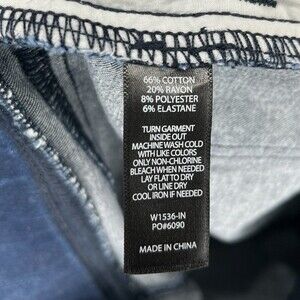 66% COTTON
20% RAYON
8% POLYESTER
6% ELASTANE
TURN GARMENT
INSIDE OUT
MACHINE WASH COLD
WITH LIKE COLORS
ONLY NON-CHLORINE
BLEACH WHEN NEEDED
LAY FLAT TO DRY
OR LINE DRY
COOL IRON IF NEEDED
W1536-IN
PO#6090
MADE IN CHINA